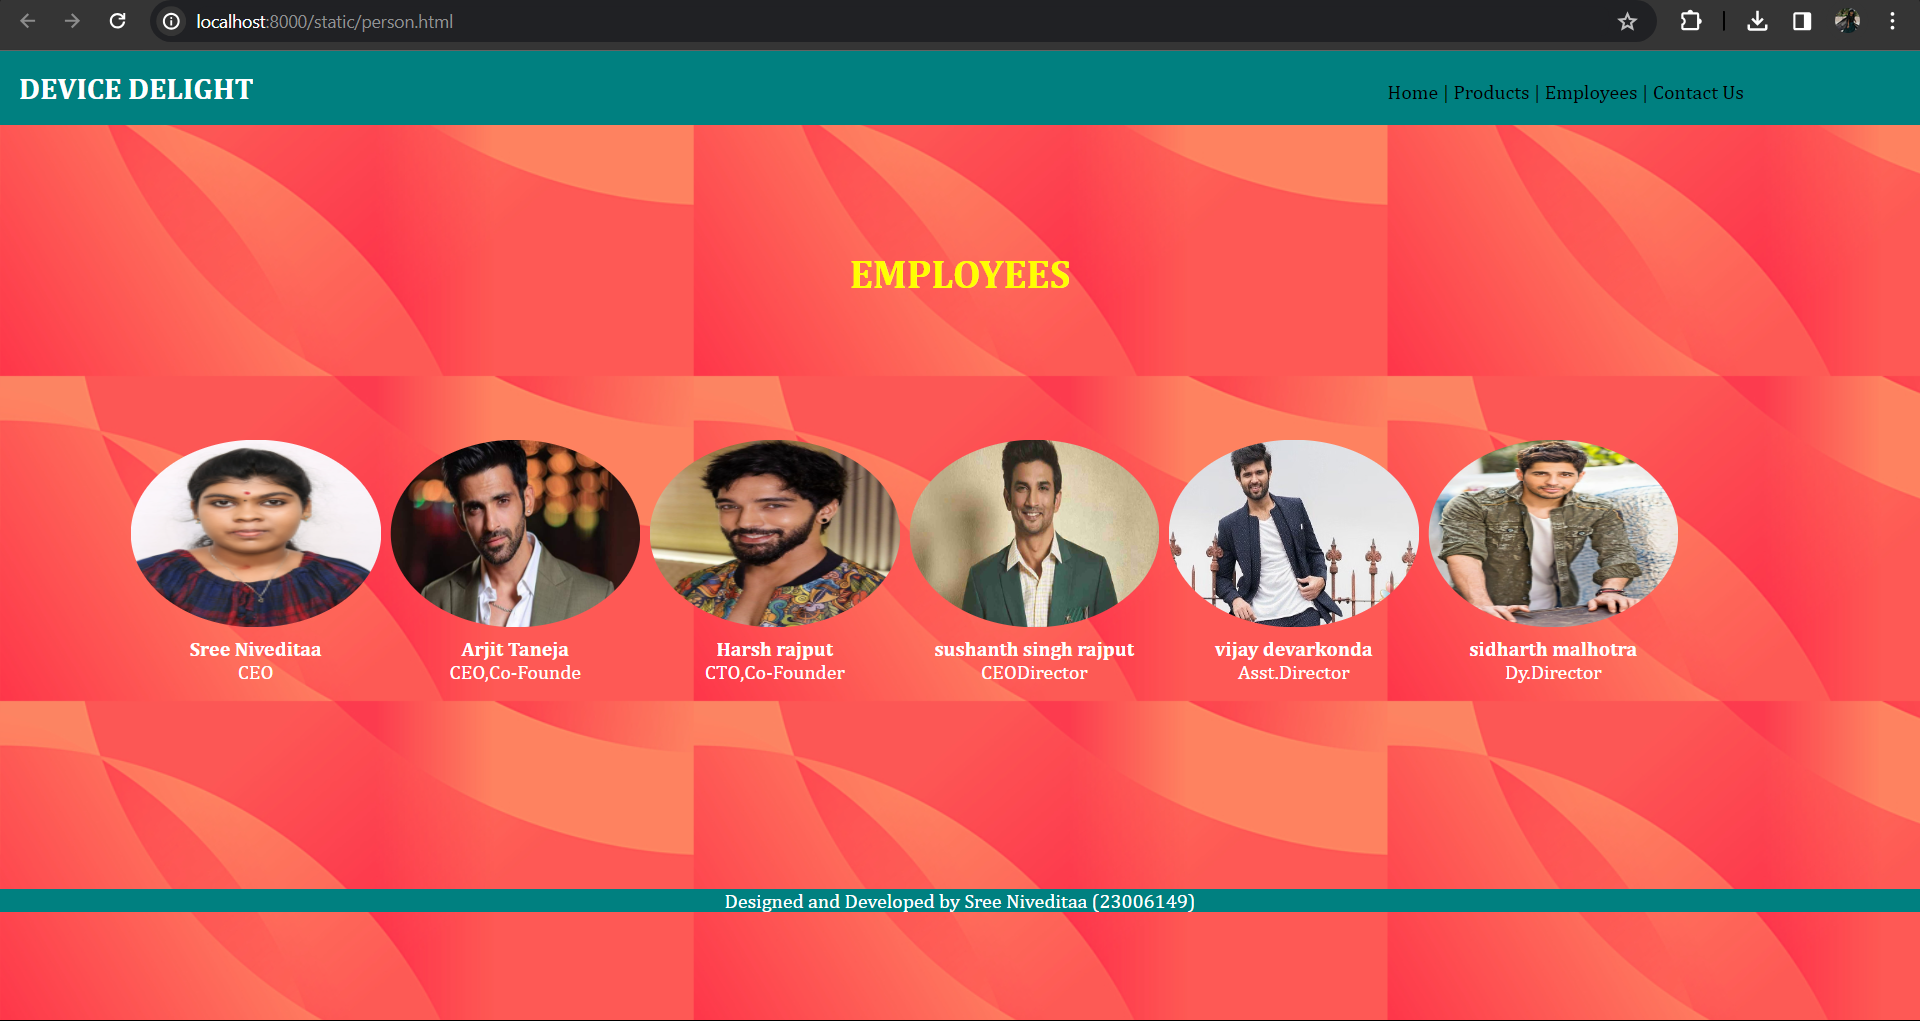 localhost:8000/static/person.html
DEVICE DELIGHT
Home | Products | Employees | Contact Us
EMPLOYEES
Sree Niveditaa
CEO
Arjit Taneja
CEO,Co-Founde
Harsh rajput
CTO,Co-Founder
sushanth singh rajput
CEODirector
vijay devarkonda
Asst.Director
sidharth malhotra
Dy.Director
Designed and Developed by Sree Niveditaa (23006149)